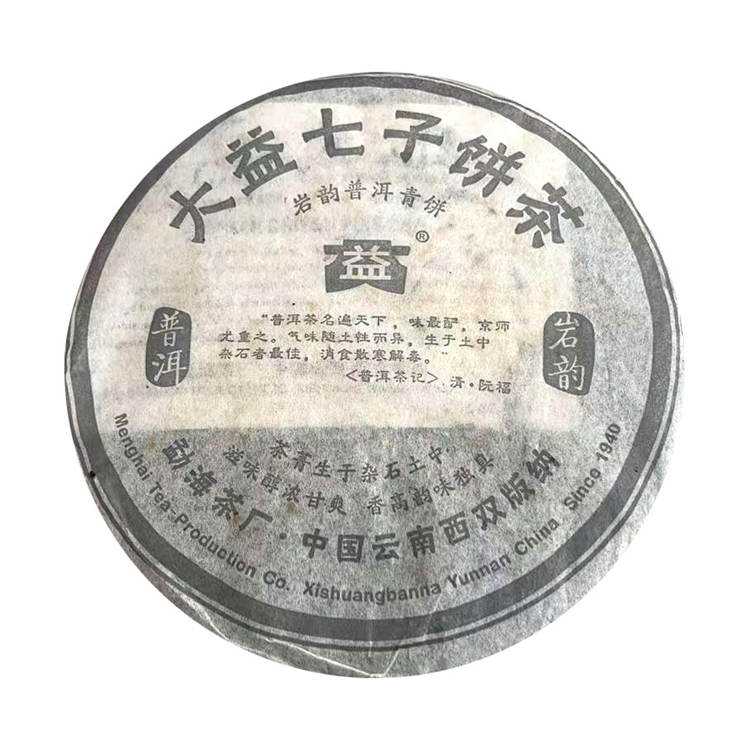 大益七子饼茶
岩韵普洱青饼
益®
普洱
岩韵
"普洱茶名遍天下，味最酽，京师
尤重之。气味随土性而异，生于土中
杂石者最佳，消食散寒解毒。"
<普洱茶记> 清·阮福
茶菁生于杂石土中
滋味醇浓甘爽 香高韵味独具
勐海茶厂·中国云南西双版纳
Menghai Tea-Production Co. Xishuangbanna Yunnan China Since 1940